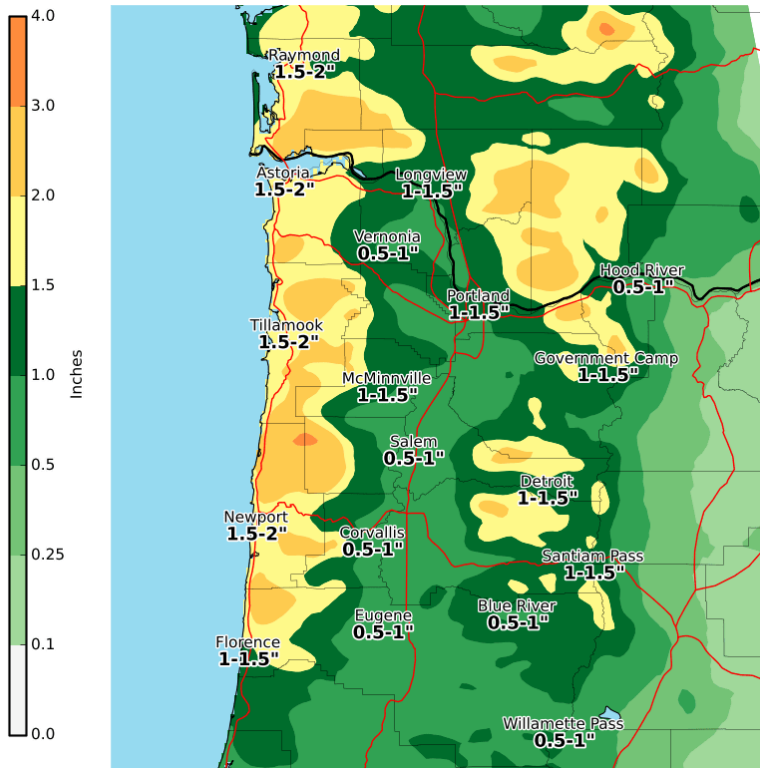 4.0
3.0
2.0
1.5
1.0
0.5
0.25
0.1
0.0
Inches
Raymond
1.5-2"
Astoria
1.5-2"
Longview
1-1.5"
Vernonia
0.5-1"
Hood River
0.5-1"
Portland
1-1.5"
Tillamook
1.5-2"
Government Camp
1-1.5"
McMinnville
1-1.5"
Salem
0.5-1"
Detroit
1-1.5"
Newport
1.5-2"
Corvallis
0.5-1"
Santiam Pass
1-1.5"
Blue River
0.5-1"
Eugene
0.5-1"
Florence
1-1.5"
Willamette Pass
0.5-1"